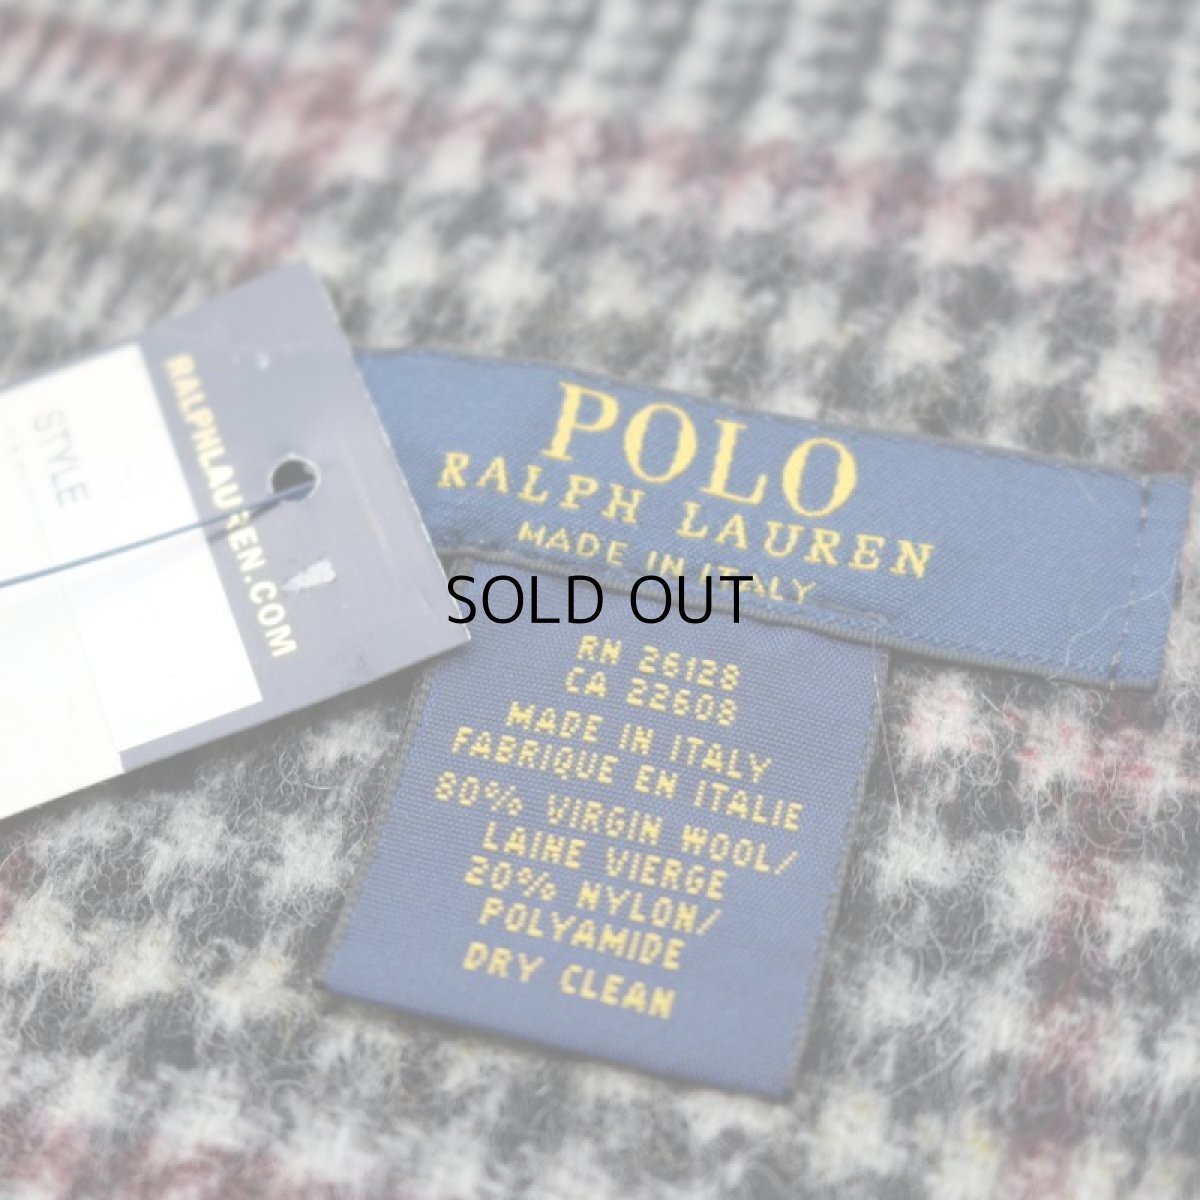 STYLE
RALPHLAUREN.COM
POLO
RALPH LAUREN
MADE IN ITALY
SOLD OUT
RN 26128
CA 22608
MADE IN ITALY
FABRIQUE EN ITALIE
80% VIRGIN WOOL/
LAINE VIERGE
20% NYLON/
POLYAMIDE
DRY CLEAN